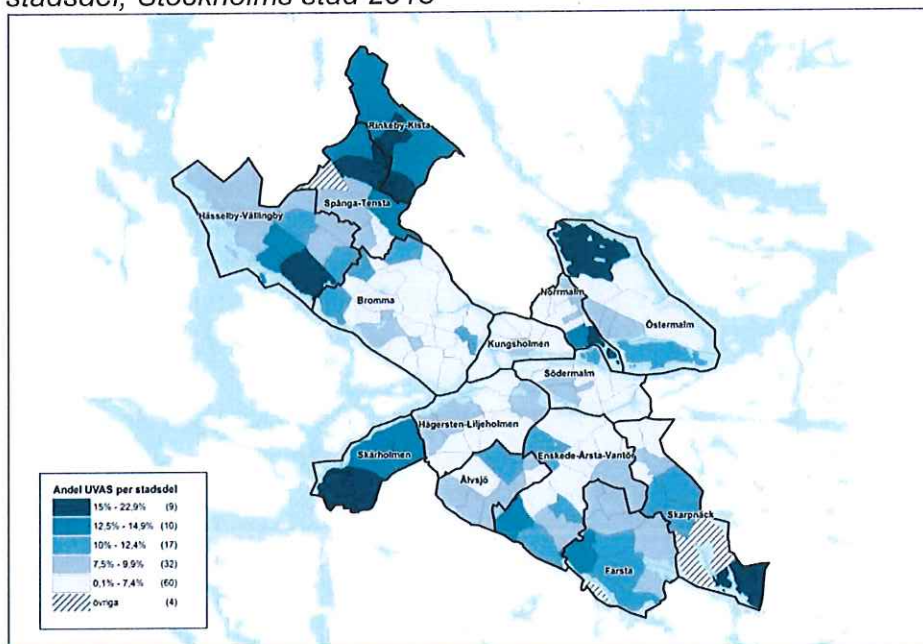 stadsdel, Stockholms stad 2015
Rinkeby-Kista
Spånga-Tensta
Hässelby-Vällingby
Bromma
Norrmalm
Östermalm
Kungsholmen
Södermalm
Hägersten-Liljeholmen
Skärholmen
Enskede-Årsta-Vantör
Älvsjö
Skarpnäck
Farsta
Andel UVAS per stadsdel
15% - 22,9% (9)
12,5% - 14,9% (10)
10% - 12,4% (17)
7,5% - 9,9% (32)
0,1% - 7,4% (60)
övriga (4)